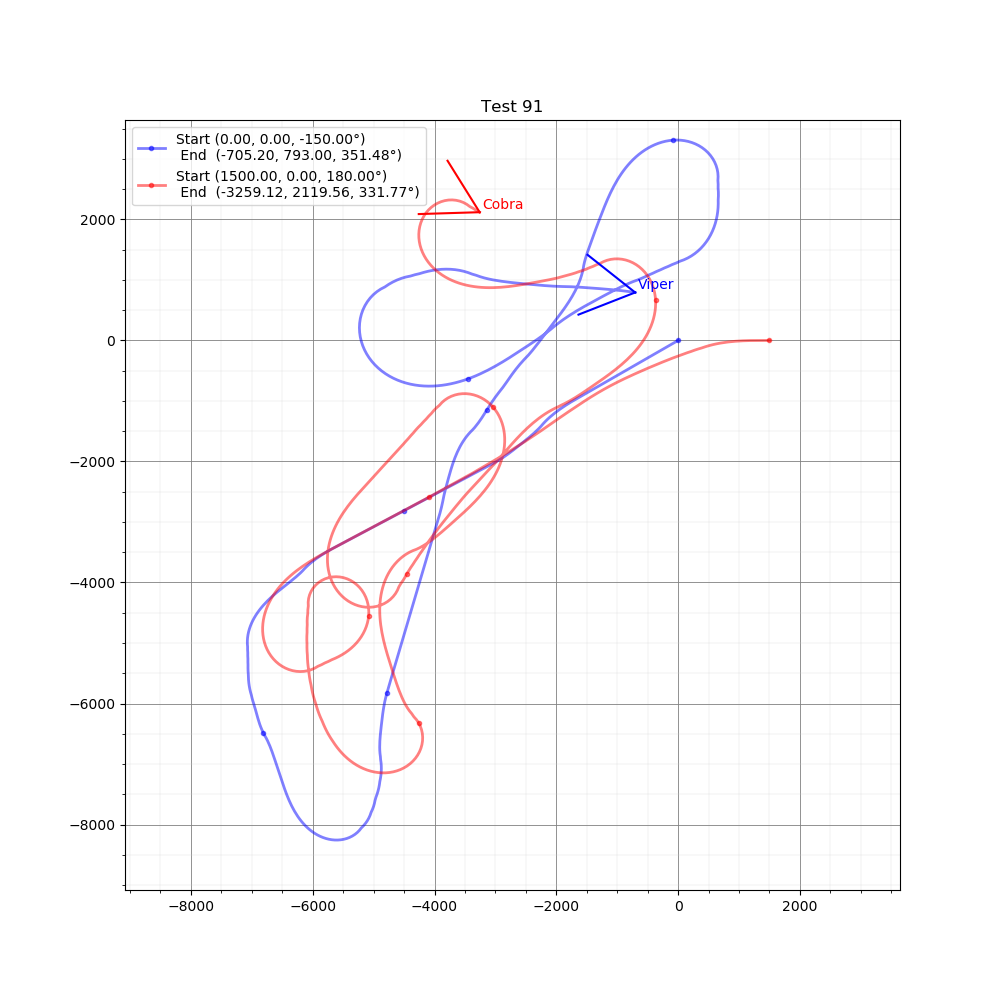 Test 91
Start (0.00, 0.00, -150.00°)
End (-705.20, 793.00, 351.48°)
Start (1500.00, 0.00, 180.00°)
End (-3259.12, 2119.56, 331.77°)
Cobra
Viper
2000
0
−2000
−4000
−6000
−8000
−8000 −6000 −4000 −2000 0 2000